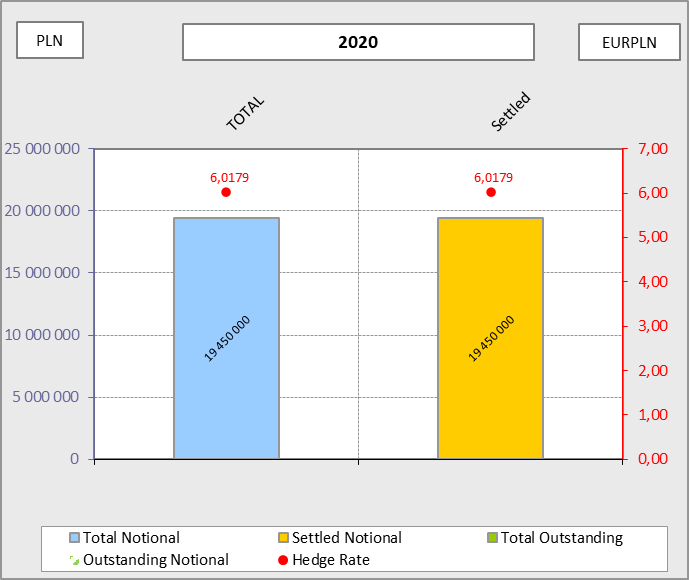 PLN
2020
EURPLN
TOTAL
Settled
25 000 000
20 000 000
15 000 000
10 000 000
5 000 000
0
7,00
6,00
5,00
4,00
3,00
2,00
1,00
0,00
6,0179
6,0179
19 450 000
19 450 000
Total Notional
Settled Notional
Total Outstanding
Outstanding Notional
Hedge Rate